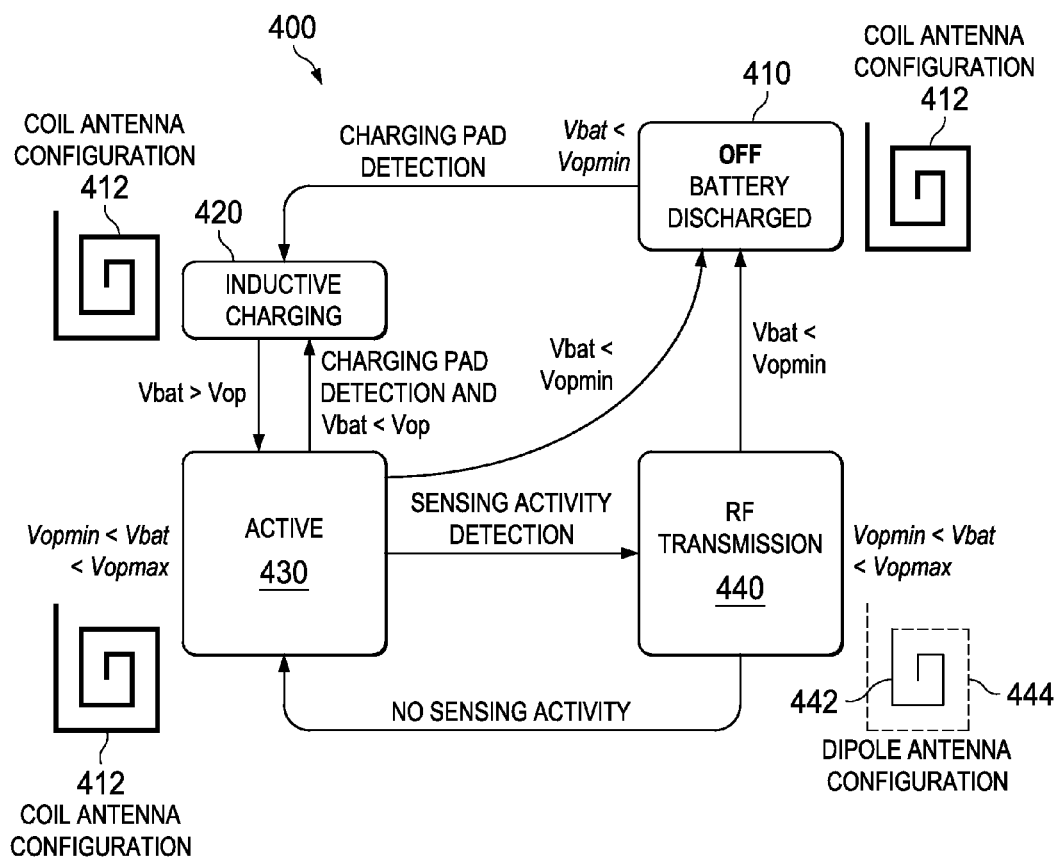 400
COIL ANTENNA
CONFIGURATION
412
410
COIL ANTENNA
CONFIGURATION
412
CHARGING PAD
DETECTION
Vbat <
Vopmin
OFF
BATTERY
DISCHARGED
420
INDUCTIVE
CHARGING
Vbat > Vop
CHARGING PAD
DETECTION AND
Vbat < Vop
Vbat <
Vopmin
Vbat <
Vopmin
Vopmin < Vbat
< Vopmax
ACTIVE
430
SENSING ACTIVITY
DETECTION
RF
TRANSMISSION
440
Vopmin < Vbat
< Vopmax
NO SENSING ACTIVITY
412
COIL ANTENNA
CONFIGURATION
442
444
DIPOLE ANTENNA
CONFIGURATION